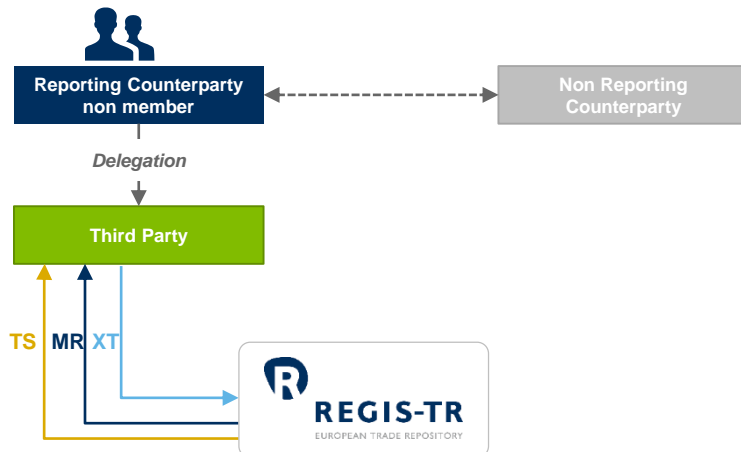 Reporting Counterparty
non member
Non Reporting
Counterparty
Delegation
Third Party
TS MR XT
R
REGIS-TR
EUROPEAN TRADE REPOSITORY